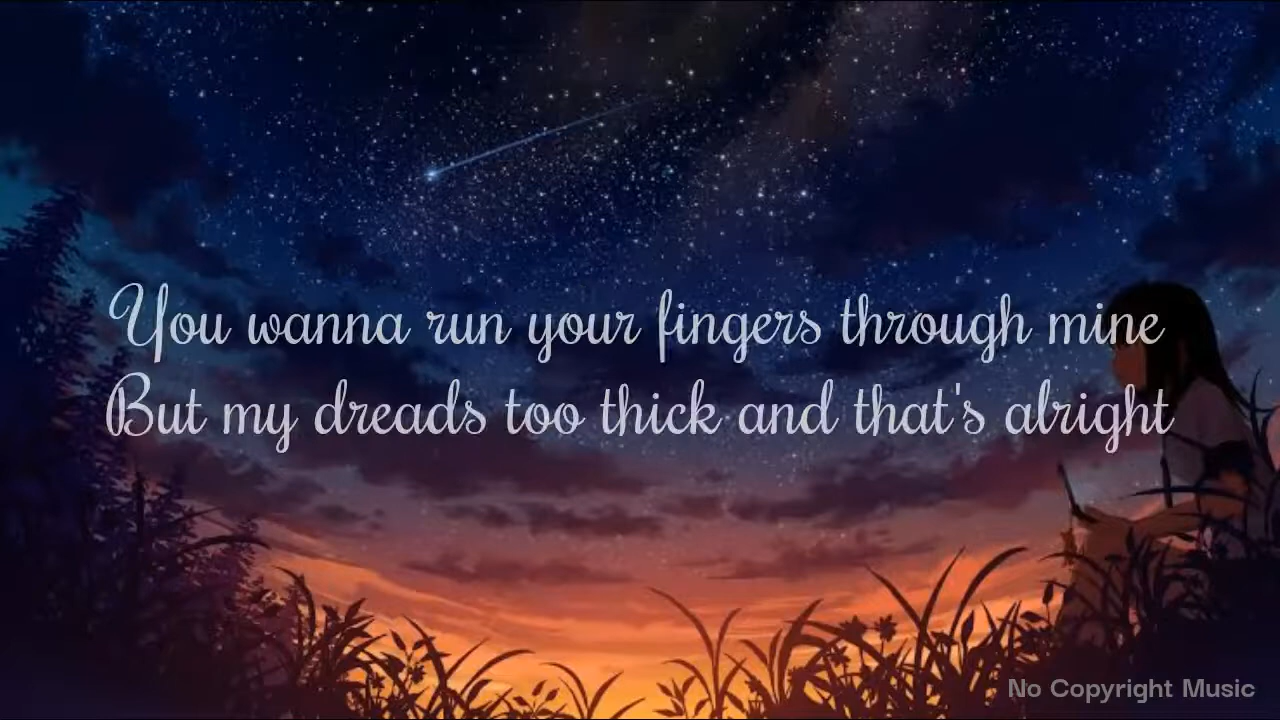 You wanna run your fingers through mine
But my dreads too thick and that's alright
No Copyright Music